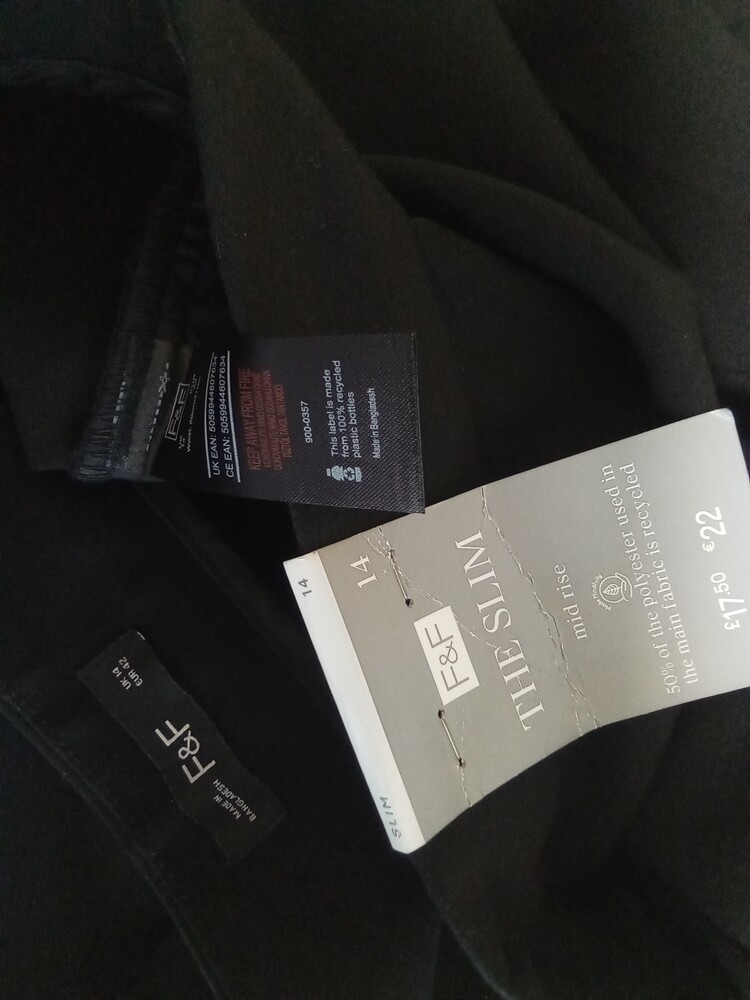 F&F
UK EAN: 5059944607634
CE EAN: 5059944607634
KEEP AWAY FROM FIRE
900-0357
This label is made
from 100% recycled
plastic bottles
Made in Bangladesh
UK 14
EUR 42
F&F
MADE IN
BANGLADESH
14
SLIM
14
F&F
THE SLIM
mid rise
50% of the polyester used in
the main fabric is recycled
£17.50 €22